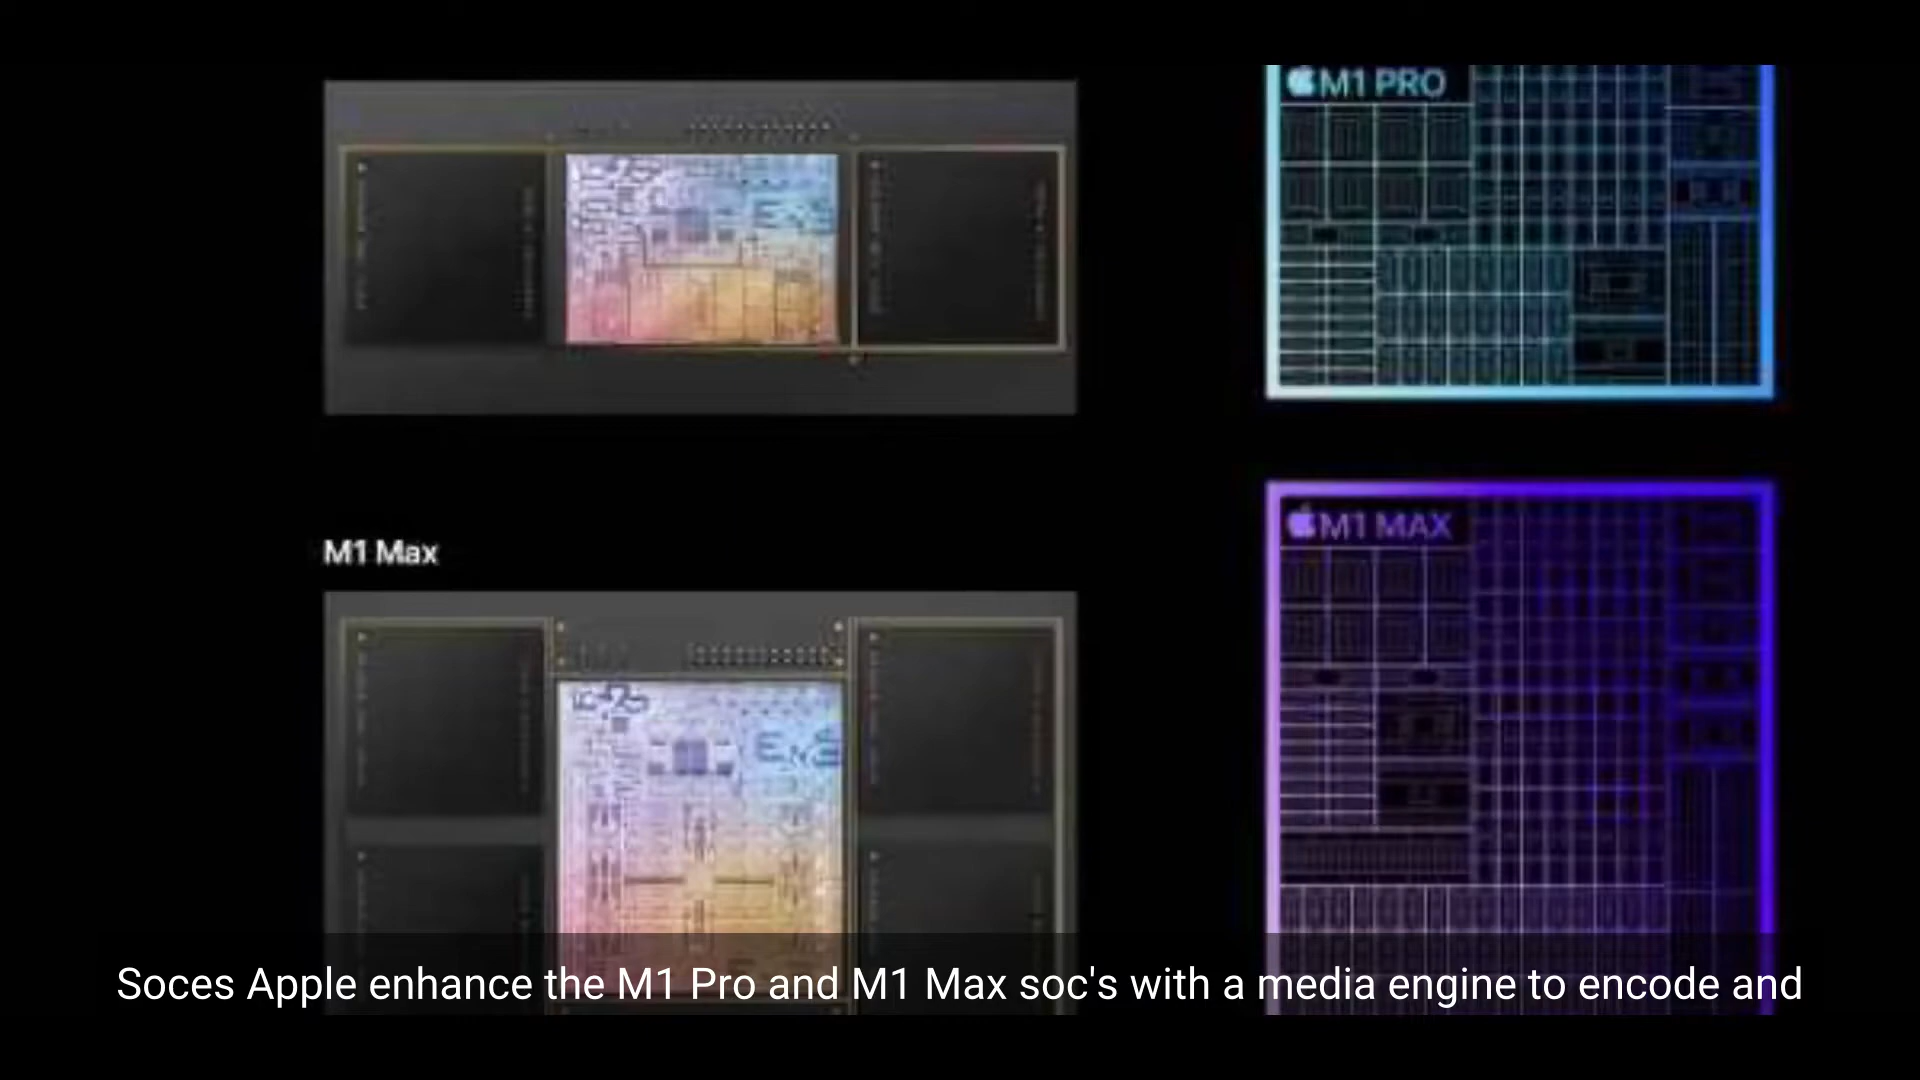 M1 PRO
M1 Max
M1 MAX
Soces Apple enhance the M1 Pro and M1 Max soc's with a media engine to encode and